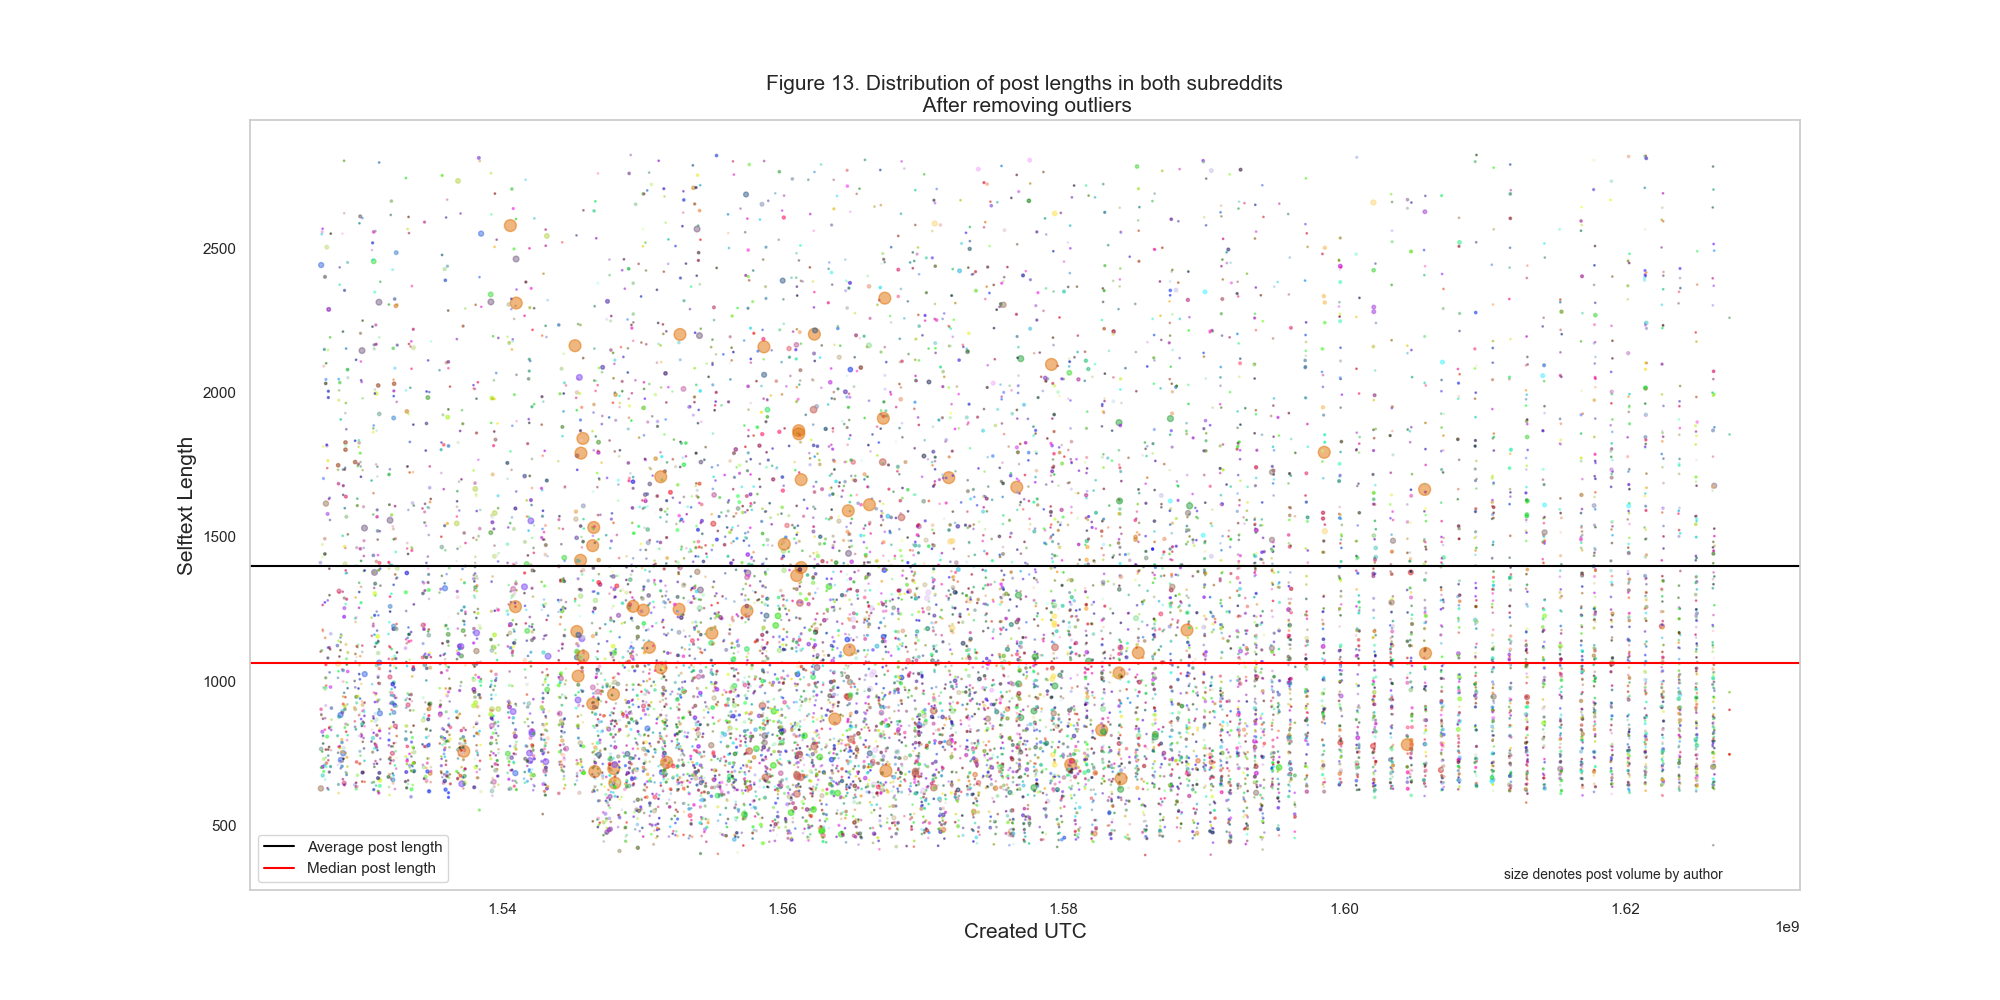 Figure 13. Distribution of post lengths in both subreddits
After removing outliers
Selftext Length
2500
2000
1500
1000
500
Average post length
Median post length
size denotes post volume by author
1.54
1.56
1.58
1.60
1.62
1e9
Created UTC